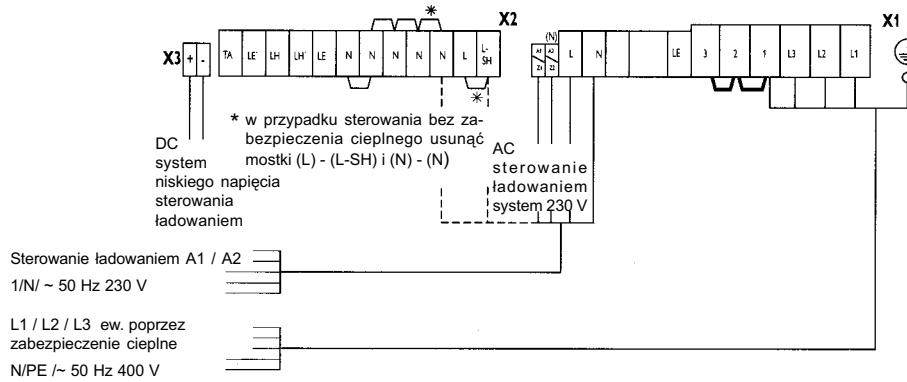 *
X2
X1
X3
+ -
TA LE' LH LH' LE N N N N N L L-SH
(N)
A1 A2
Z1 Z2
L N LE 3 2 1 L3 L2 L1
*
* w przypadku sterowania bez za-
bezpieczenia cieplnego usunąć
mostki (L) - (L-SH) i (N) - (N)
DC
system
niskiego napięcia
sterowania
ładowaniem
AC
sterowanie
ładowaniem
system 230 V
Sterowanie ładowaniem A1 / A2
1/N/ ~ 50 Hz 230 V
L1 / L2 / L3 ew. poprzez
zabezpieczenie cieplne
N/PE /~ 50 Hz 400 V